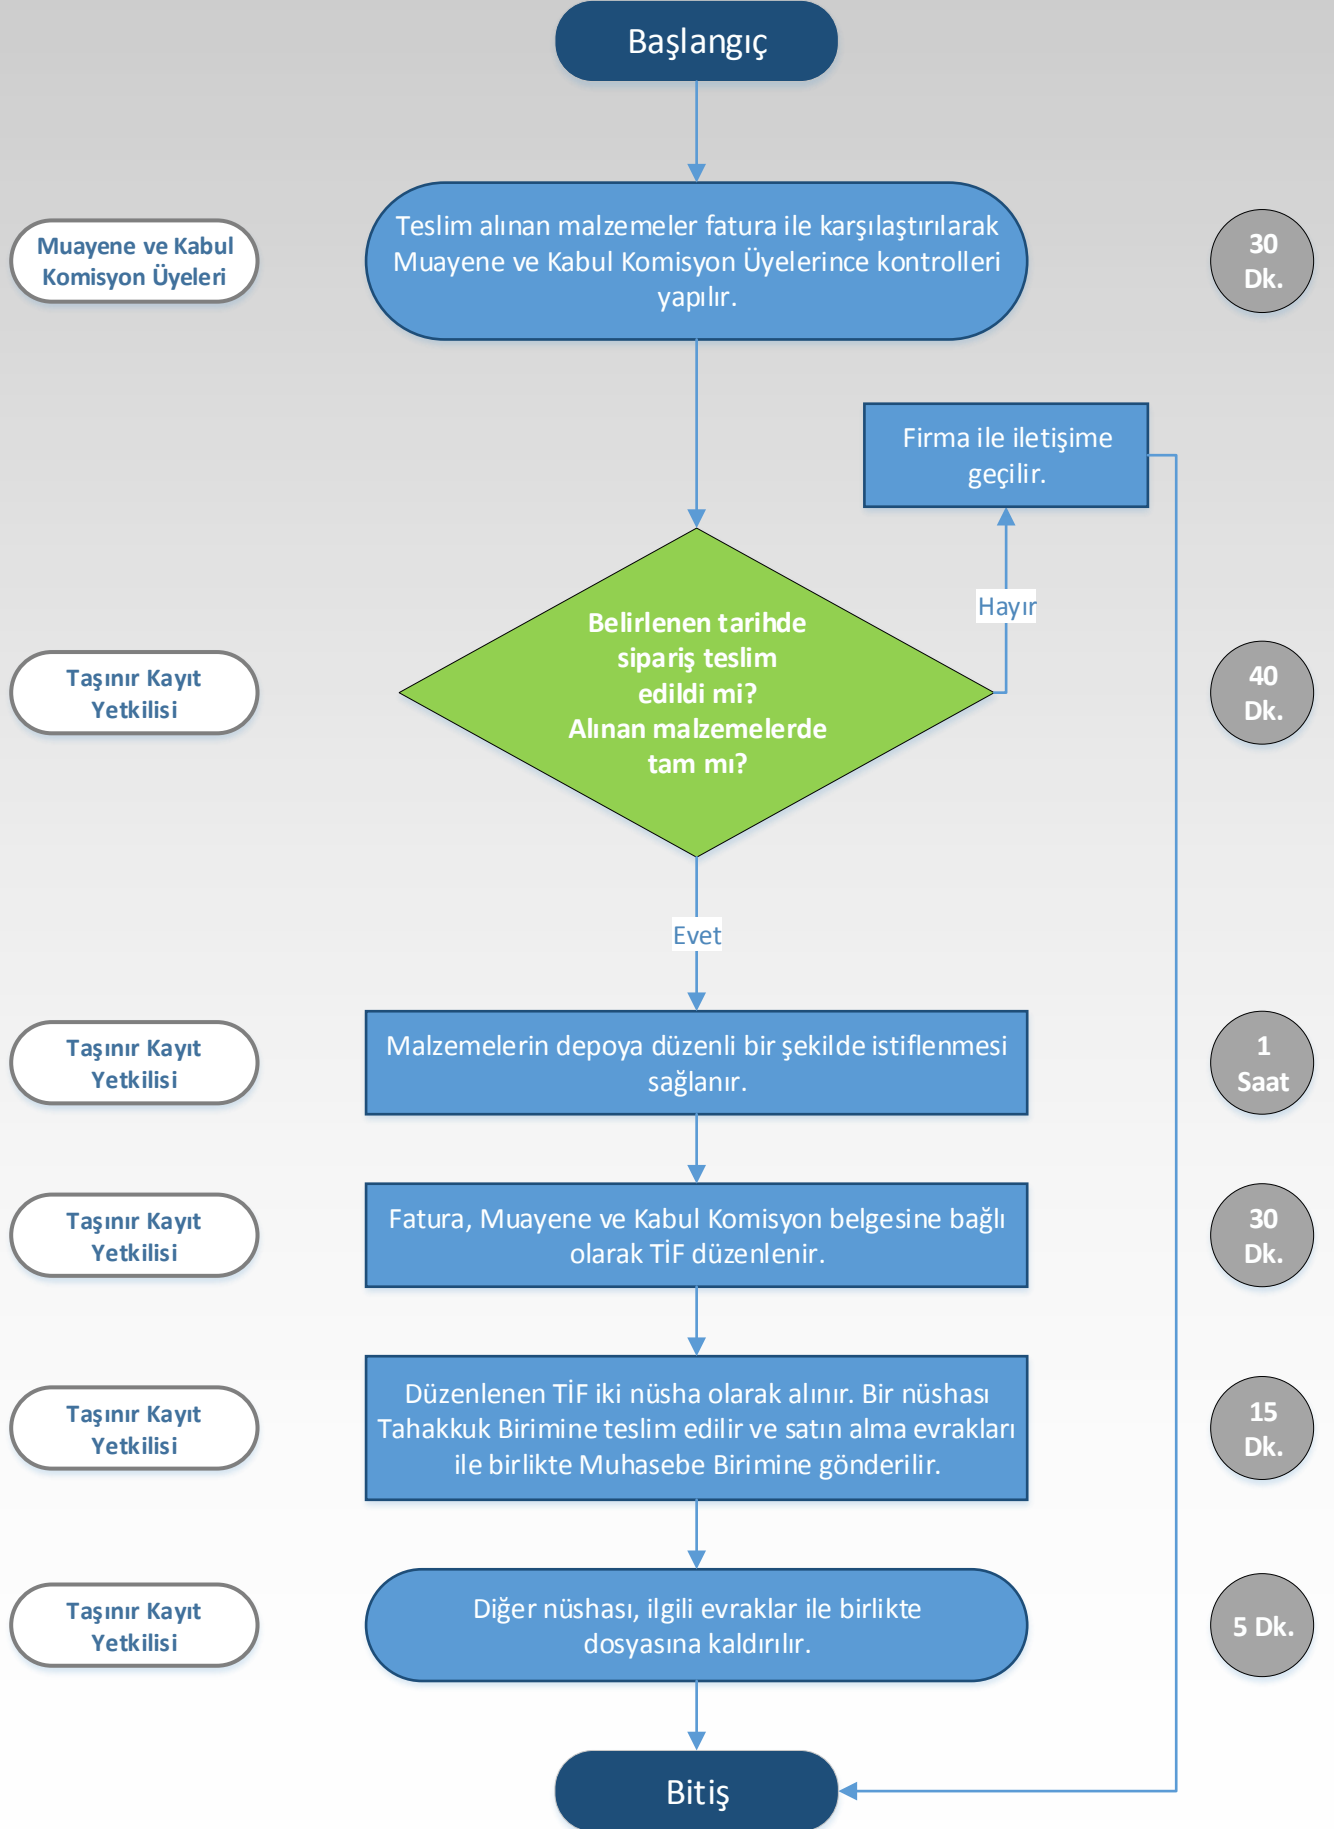 Başlangıç
Muayene ve Kabul
Komisyon Üyeleri
Teslim alınan malzemeler fatura ile karşılaştırılarak
Muayene ve Kabul Komisyon Üyelerince kontrolleri
yapılır.
30
Dk.
Firma ile iletişime
geçilir.
Hayır
Taşınır Kayıt
Yetkilisi
Belirlenen tarihde
sipariş teslim
edildi mi?
Alınan malzemelerde
tam mı?
40
Dk.
Evet
Taşınır Kayıt
Yetkilisi
Malzemelerin depoya düzenli bir şekilde istiflenmesi
sağlanır.
1
Saat
Taşınır Kayıt
Yetkilisi
Fatura, Muayene ve Kabul Komisyon belgesine bağlı
olarak TİF düzenlenir.
30
Dk.
Taşınır Kayıt
Yetkilisi
Düzenlenen TİF iki nüsha olarak alınır. Bir nüshası
Tahakkuk Birimine teslim edilir ve satın alma evrakları
ile birlikte Muhasebe Birimine gönderilir.
15
Dk.
Taşınır Kayıt
Yetkilisi
Diğer nüshası, ilgili evraklar ile birlikte
dosyasına kaldırılır.
5 Dk.
Bitiş